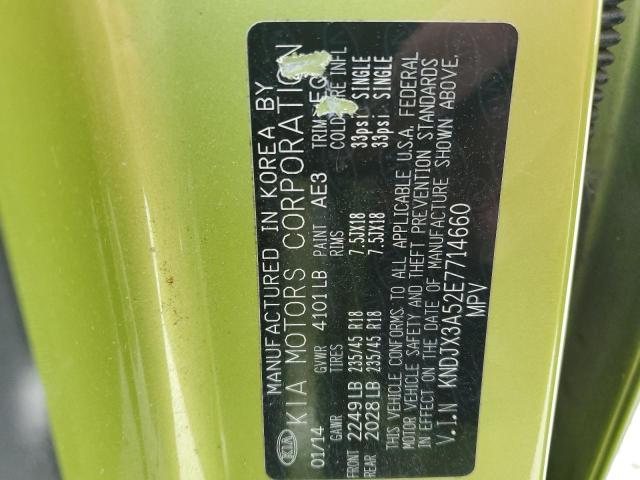 MANUFACTURED IN KOREA BY
KIA KIA MOTORS CORPORATION
01/14 GVWR 4101LB PAINT AE3 TRIM
GAWR TIRES RIMS COLD INFL
FRONT 2249LB 235/45 R18 7.5JX18 33psi SINGLE
REAR 2028LB 235/45 R18 7.5JX18 33psi SINGLE
THIS VEHICLE CONFORMS TO ALL APPLICABLE U.S.A. FEDERAL
MOTOR VEHICLE SAFETY AND THEFT PREVENTION STANDARDS
IN EFFECT ON THE DATE OF MANUFACTURE SHOWN ABOVE.
V.I.N KNDJX3A52E7714660
MPV